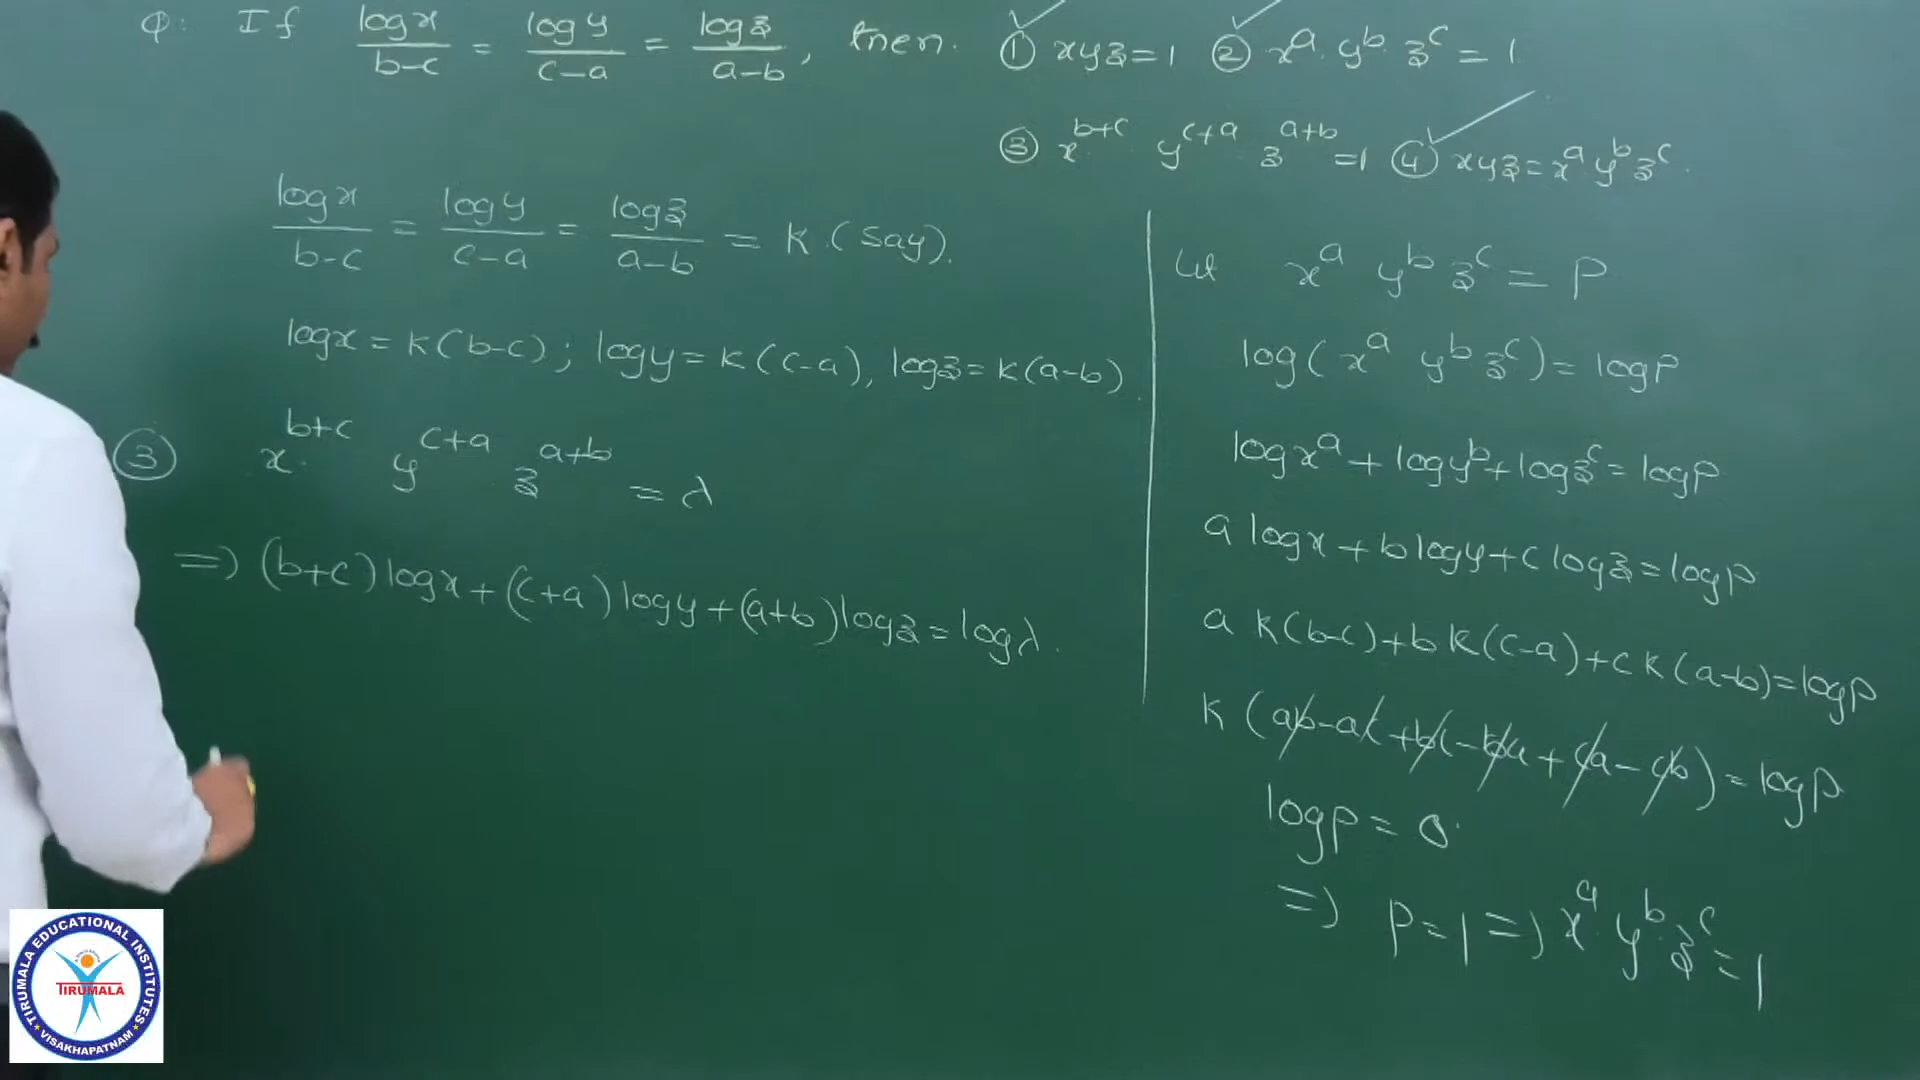 Q: If log x/b-c = log y/c-a = log z/a-b, then. ① xyz=1 ② x^a. y^b. z^c = 1
③ x^b+c y^c+a z^a+b =1 ④ xyz=x^a y^b z^c.
log x/b-c = log y/c-a = log z/a-b = K (say).
log x = K(b-c); log y = K(c-a), log z = K(a-b)
③ x^b+c y^c+a z^a+b = λ
=) (b+c) log x + (c+a) log y + (a+b) log z = log λ.
Let x^a y^b z^c = P
log(x^a y^b z^c) = log P
log x^a + log y^b + log z^c = log P
a log x + b log y + c log z = log P
a K(b-c) + b K(c-a) + c K(a-b) = log P
K (ab-ac+bc-ba+ca-cb) = log P
log P = 0
=) P = 1 =) x^a. y^b. z^c = 1
TIRUMALA EDUCATIONAL INSTITUTES
TIRUMALA
VISAKHAPATNAM